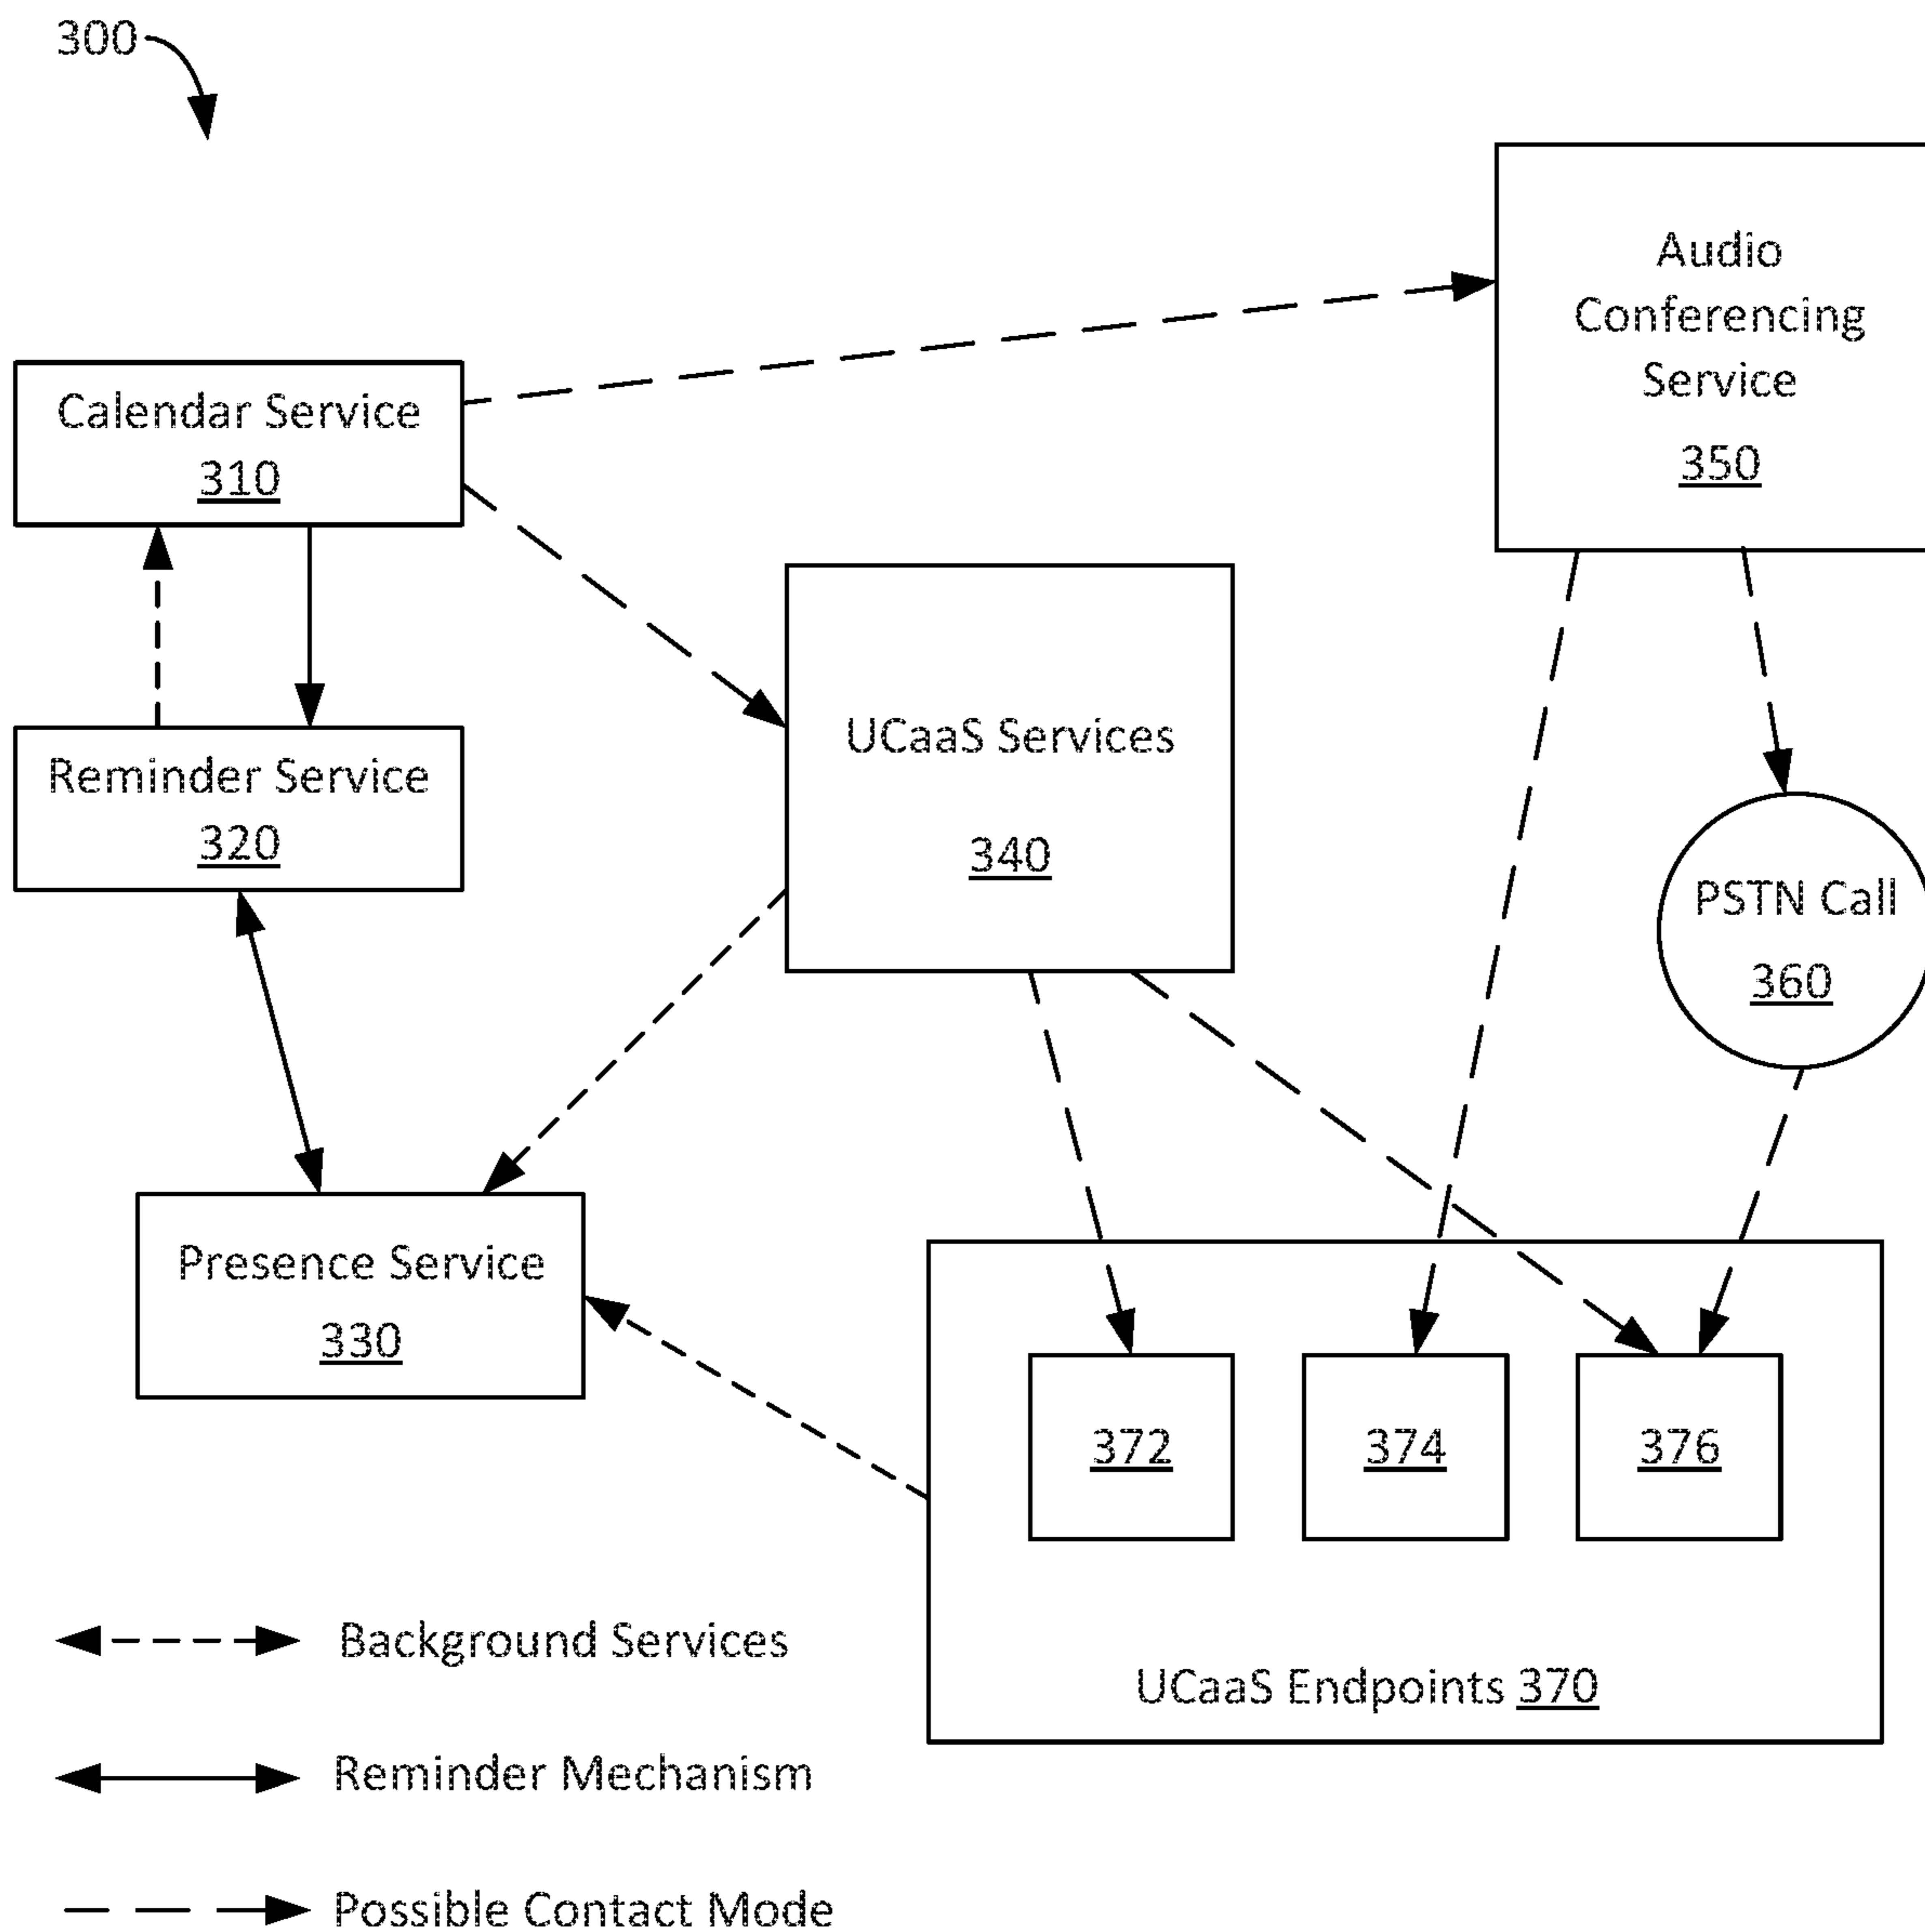 300
Audio
Conferencing
Service
350
Calendar Service
310
UCaaS Services
340
Reminder Service
320
PSTN Call
360
Presence Service
330
372
374
376
UCaaS Endpoints 370
Background Services
Reminder Mechanism
Possible Contact Mode